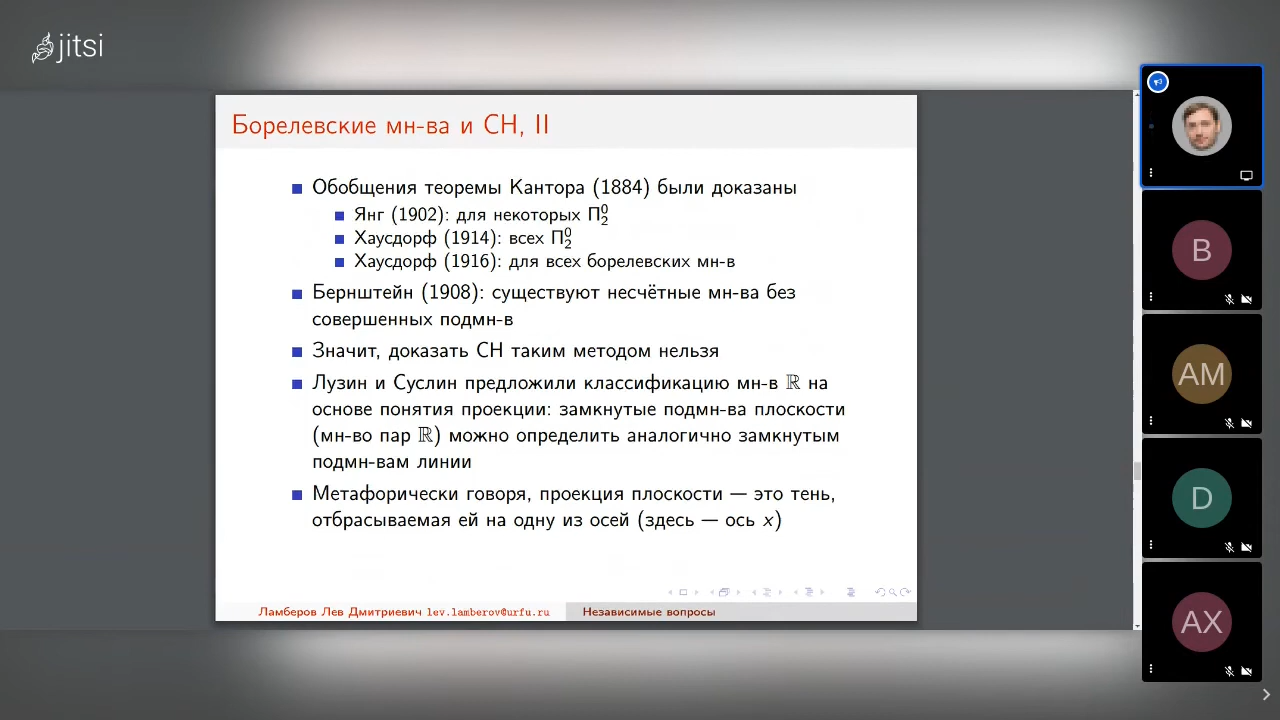 jitsi
Борелевские мн-ва и CH, II
Обобщения теоремы Кантора (1884) были доказаны
Янг (1902): для некоторых Π⁰₂
Хаусдорф (1914): всех Π⁰₂
Хаусдорф (1916): для всех борелевских мн-в
Бернштейн (1908): существуют несчётные мн-ва без
совершенных подмн-в
Значит, доказать CH таким методом нельзя
Лузин и Суслин предложили классификацию мн-в ℝ на
основе понятия проекции: замкнутые подмн-ва плоскости
(мн-во пар ℝ) можно определить аналогично замкнутым
подмн-вам линии
Метафорически говоря, проекция плоскости — это тень,
отбрасываемая ей на одну из осей (здесь — ось x)
Ламберов Лев Дмитриевич lev.lamberov@urfu.ru
Независимые вопросы
B
AM
D
AX